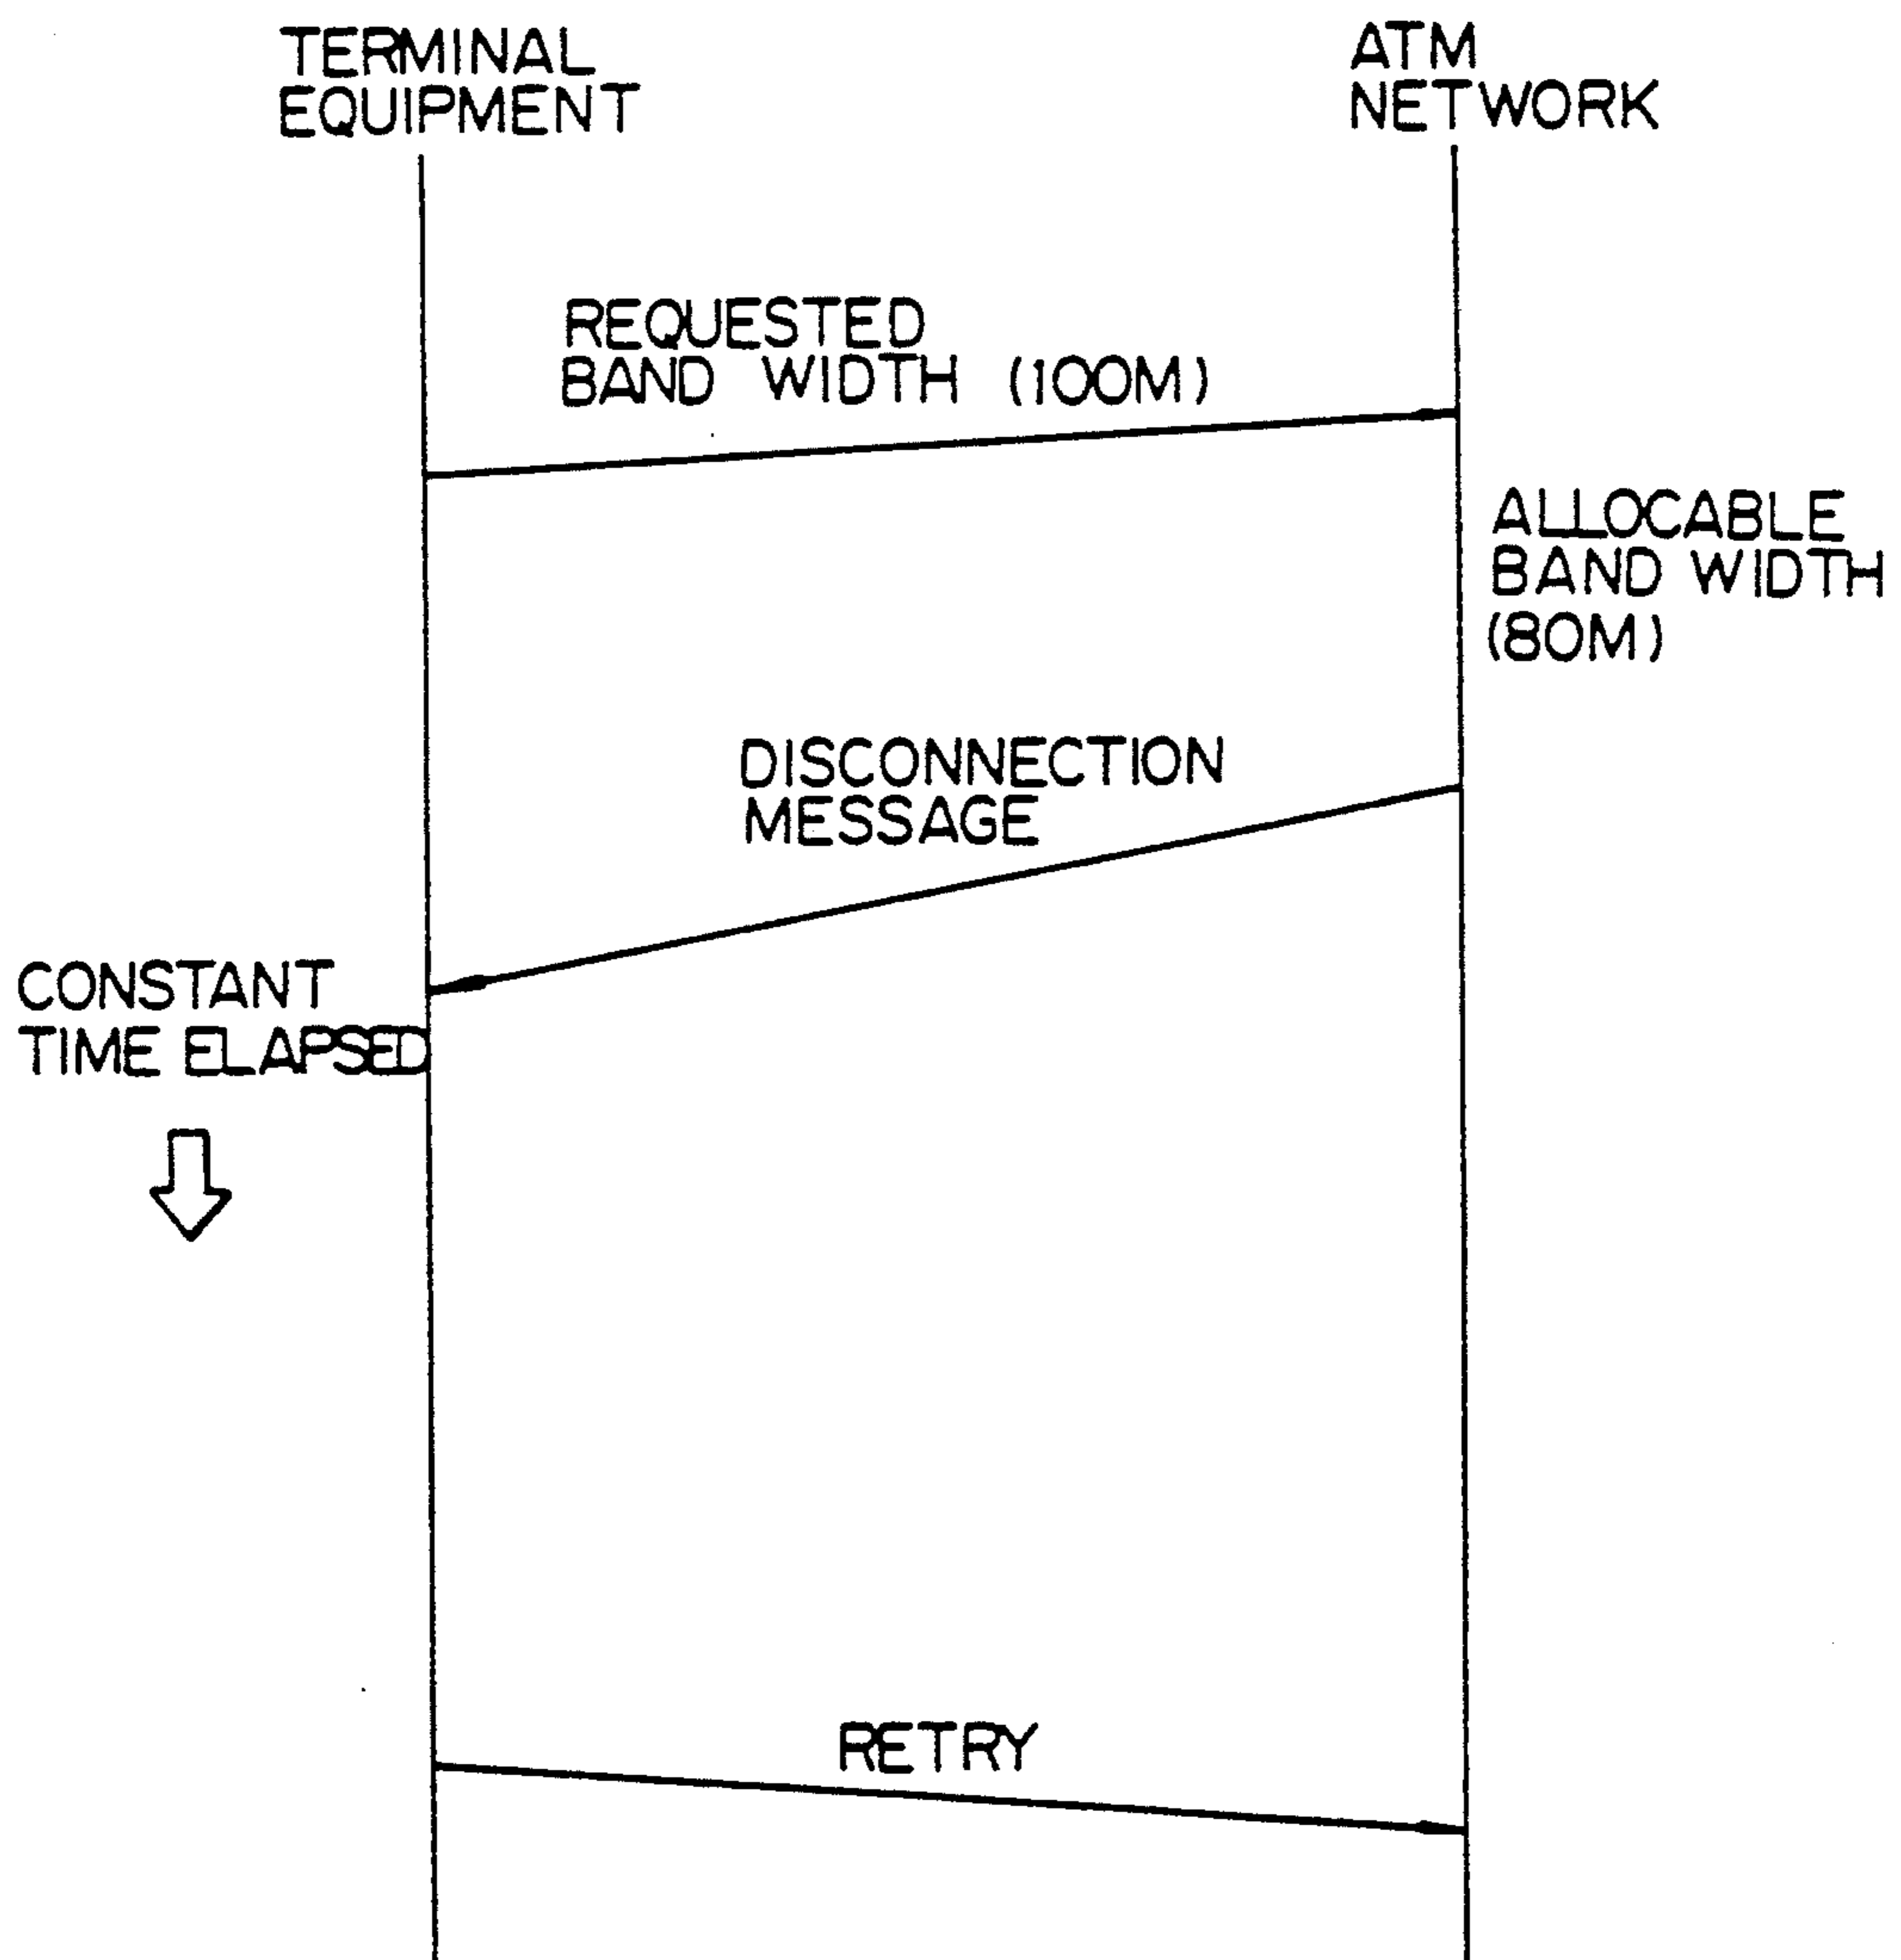 TERMINAL
EQUIPMENT
ATM
NETWORK
REQUESTED
BAND WIDTH (100M)
ALLOCABLE
BAND WIDTH
(80M)
DISCONNECTION
MESSAGE
CONSTANT
TIME ELAPSED
RETRY